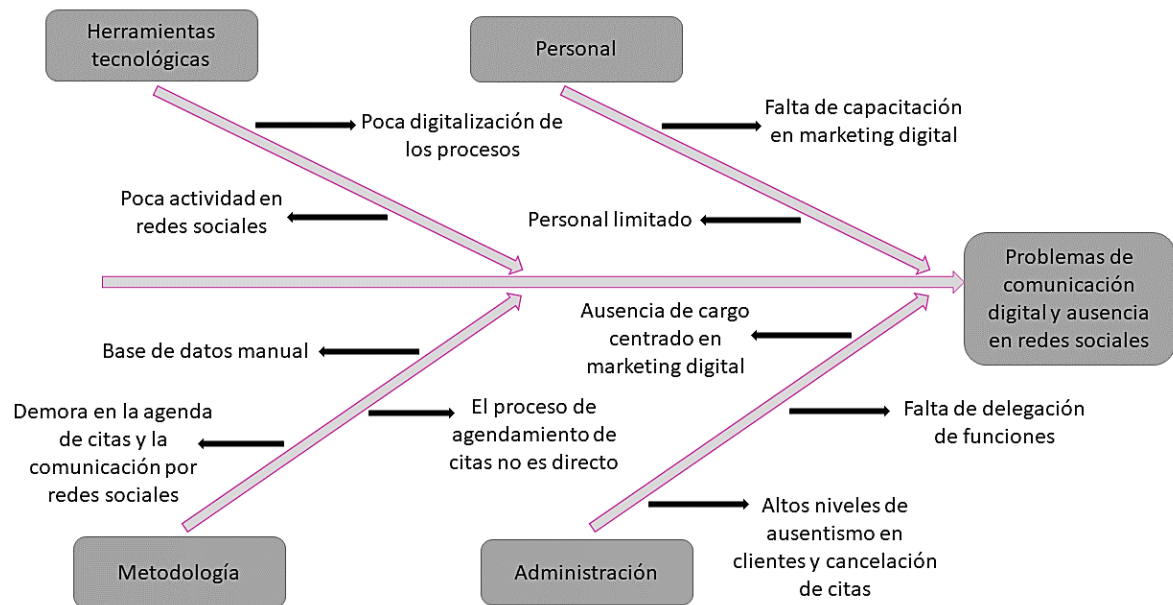 Herramientas
tecnológicas
Personal
Poca digitalización de
los procesos
Falta de capacitación
en marketing digital
Poca actividad en
redes sociales
Personal limitado
Problemas de
comunicación
digital y ausencia
en redes sociales
Base de datos manual
Ausencia de cargo
centrado en
marketing digital
Demora en la agenda
de citas y la
comunicación por
redes sociales
El proceso de
agendamiento de
citas no es directo
Falta de delegación
de funciones
Altos niveles de
ausentismo en
clientes y cancelación
de citas
Metodología
Administración